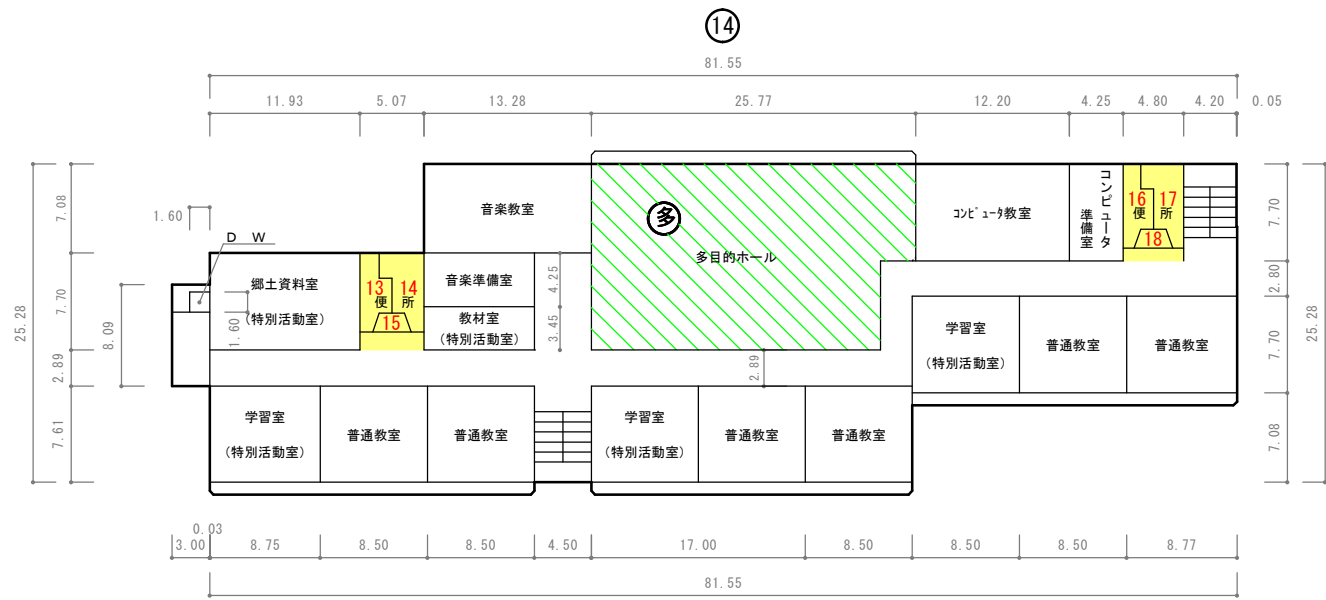 ⑭
81.55
11.93 5.07 13.28 25.77 12.20 4.25 4.80 4.20 0.05
25.28
7.08
7.70
2.89
7.61
8.09
1.60
D W
1.60
音楽教室
多
多目的ホール
コンピュータ教室
コンピュータ
準備室
16 17
便 所
18
郷土資料室
(特別活動室)
13 14
便 所
15
音楽準備室
教材室
(特別活動室)
4.25
3.45
2.89
学習室
(特別活動室)
普通教室
普通教室
7.70
2.80
7.70
7.08
25.28
学習室
(特別活動室)
普通教室
普通教室
学習室
(特別活動室)
普通教室
普通教室
0.03
3.00 8.75 8.50 8.50 4.50 17.00 8.50 8.50 8.50 8.77
81.55